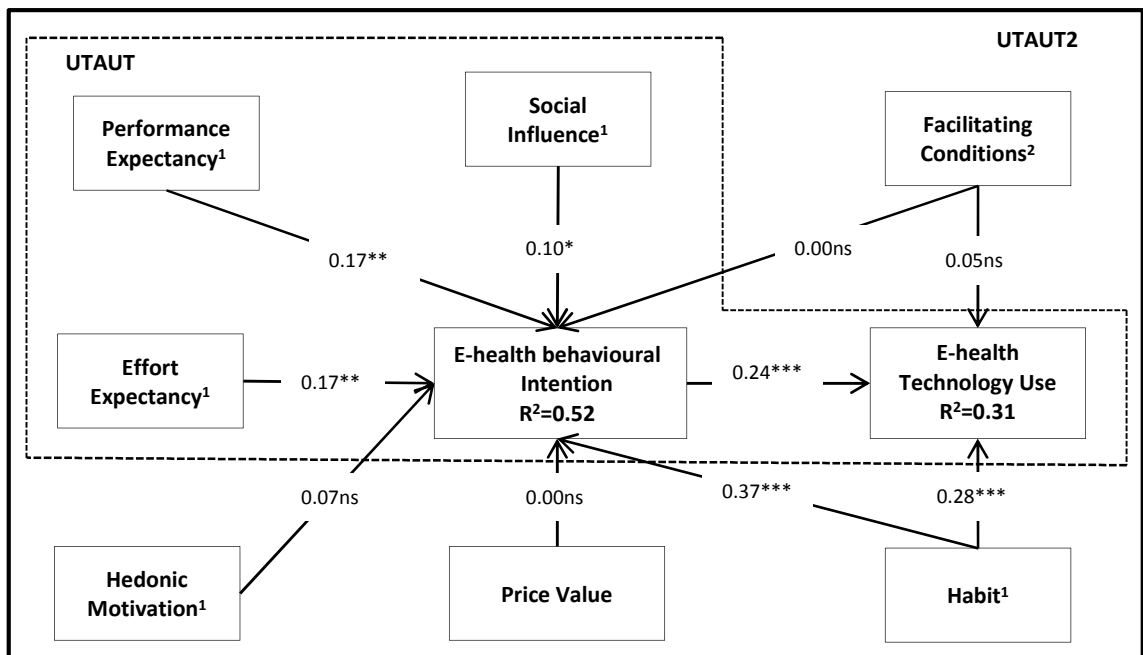 UTAUT
UTAUT2
Performance
Expectancy¹
Social
Influence¹
Facilitating
Conditions²
0.17**
0.10*
0.00ns
0.05ns
Effort
Expectancy¹
0.17**
E-health behavioural
Intention
R²=0.52
0.24***
E-health
Technology Use
R²=0.31
0.07ns
0.00ns
0.37***
0.28***
Hedonic
Motivation¹
Price Value
Habit¹